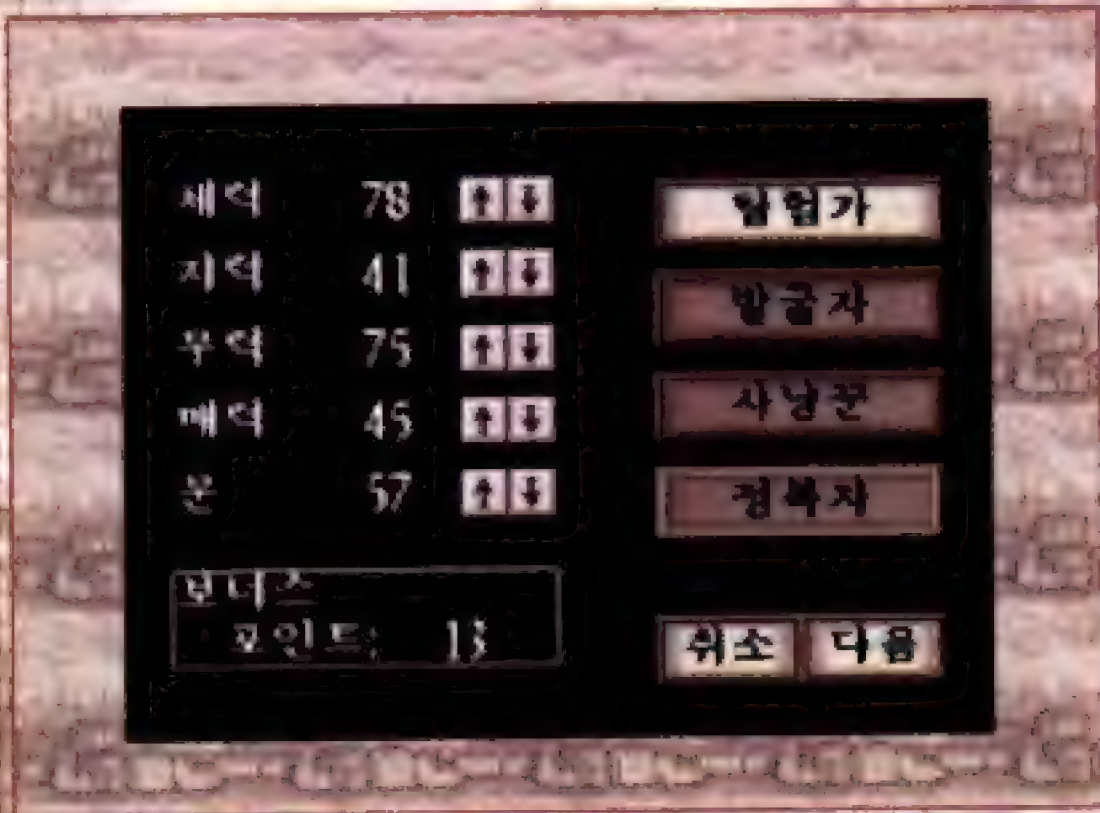 체력 78 ↑ ↓
지력 41 ↑ ↓
무력 75 ↑ ↓
매력 45 ↑ ↓
운 57 ↑ ↓
보너스
포인트: 13
탐험가
발굴자
사냥꾼
정복자
취소 다음